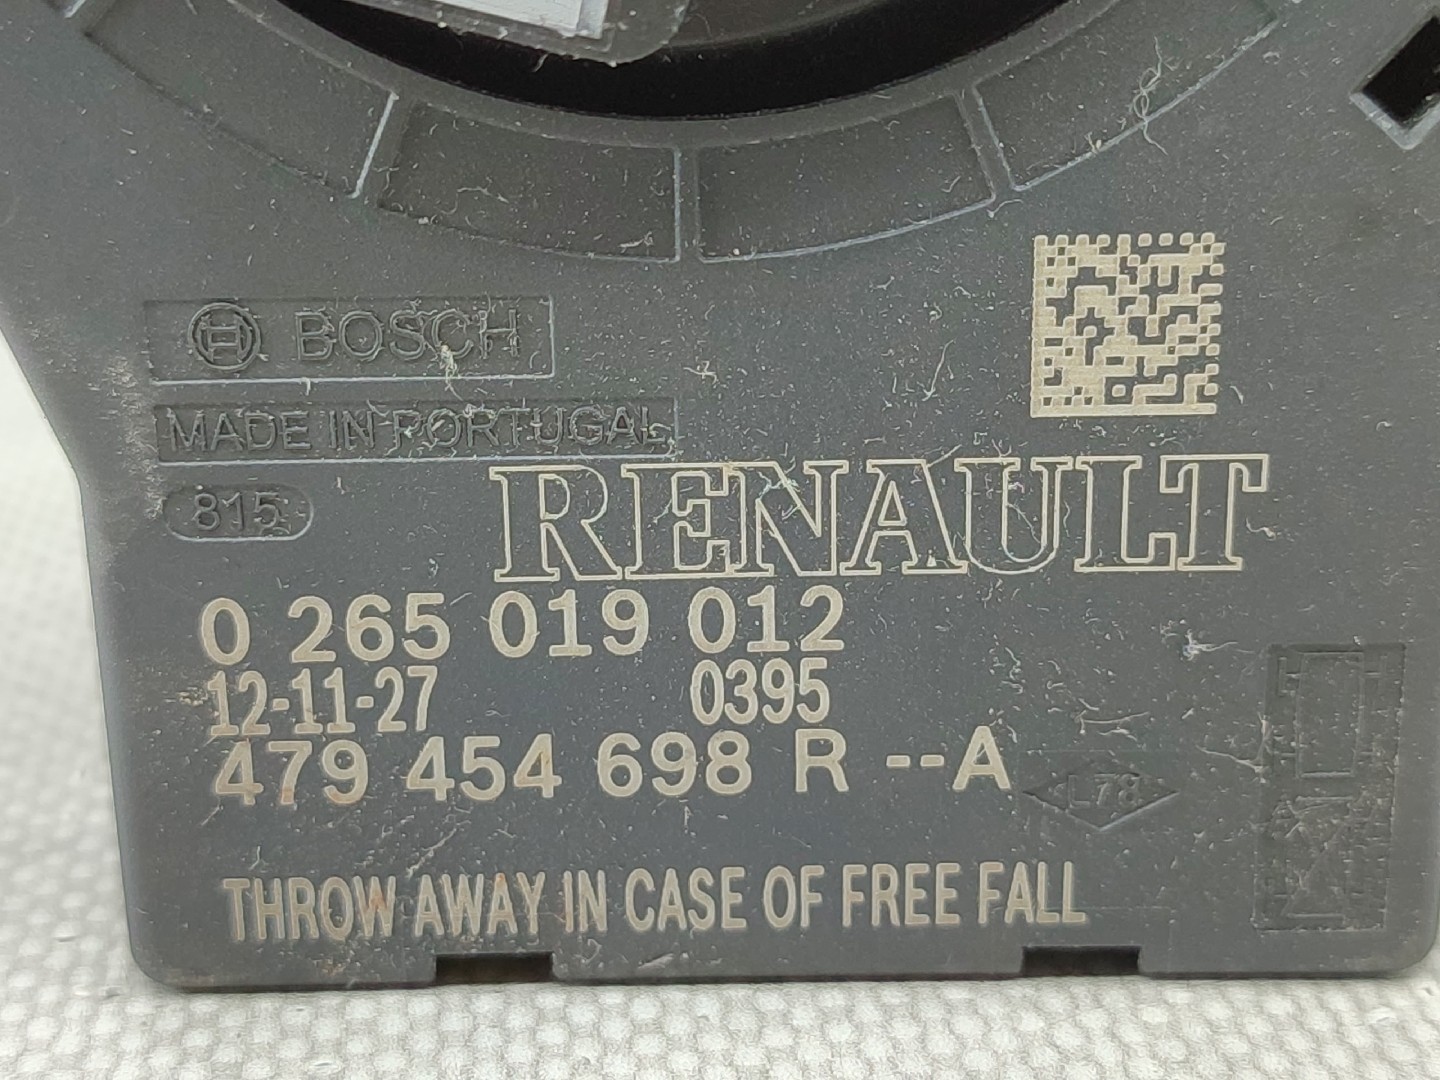 BOSCH
MADE IN PORTUGAL
815
RENAULT
0 265 019 012
12-11-27 0395
479 454 698 R --A
L78
THROW AWAY IN CASE OF FREE FALL